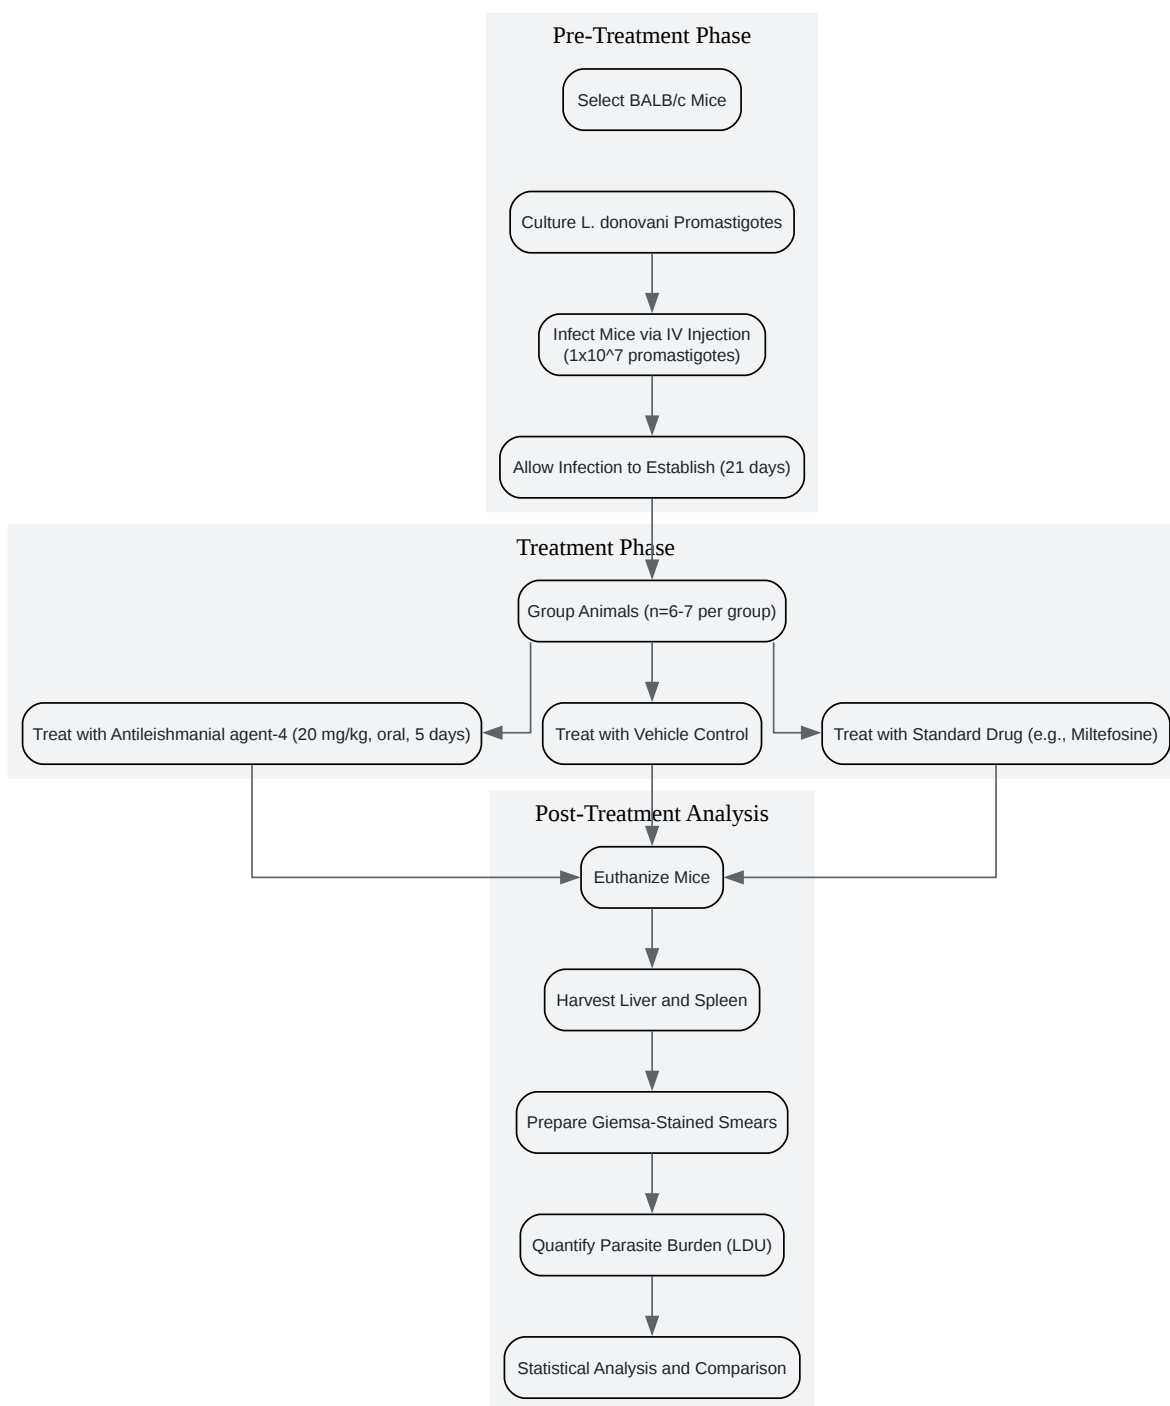 Pre-Treatment Phase
Select BALB/c Mice
Culture L. donovani Promastigotes
Infect Mice via IV Injection
(1x10^7 promastigotes)
Allow Infection to Establish (21 days)
Treatment Phase
Group Animals (n=6-7 per group)
Treat with Antileishmanial agent-4 (20 mg/kg, oral, 5 days)
Treat with Vehicle Control
Treat with Standard Drug (e.g., Miltefosine)
Post-Treatment Analysis
Euthanize Mice
Harvest Liver and Spleen
Prepare Giemsa-Stained Smears
Quantify Parasite Burden (LDU)
Statistical Analysis and Comparison